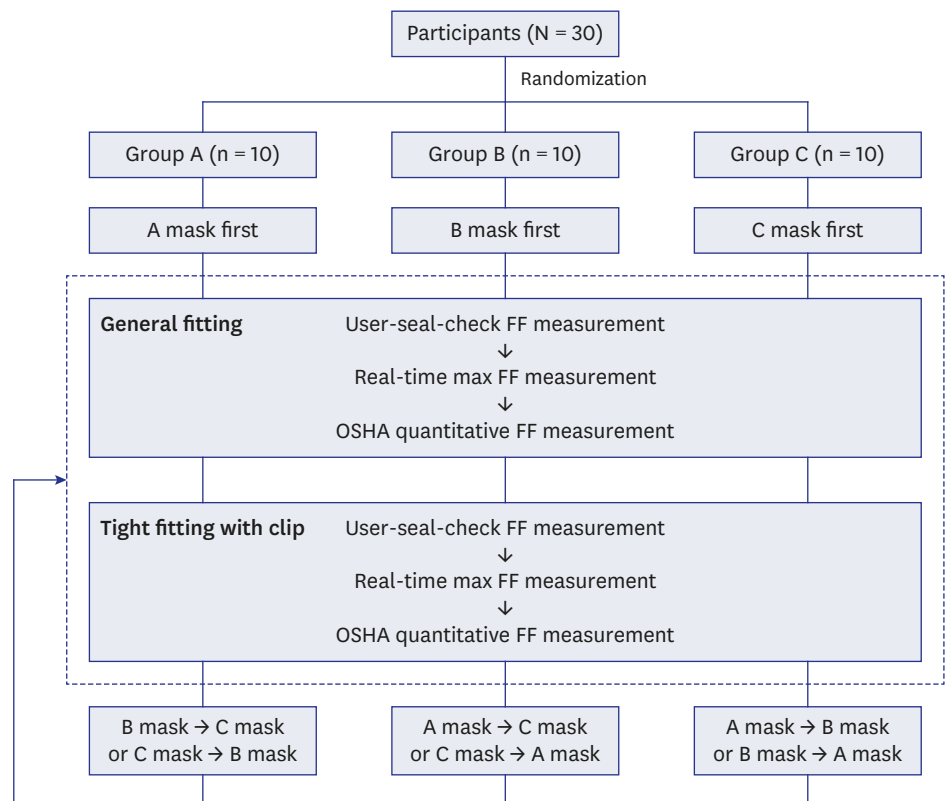 Participants (N = 30)
Randomization
Group A (n = 10)
Group B (n = 10)
Group C (n = 10)
A mask first
B mask first
C mask first
General fitting
User-seal-check FF measurement
↓
Real-time max FF measurement
↓
OSHA quantitative FF measurement
Tight fitting with clip
User-seal-check FF measurement
↓
Real-time max FF measurement
↓
OSHA quantitative FF measurement
B mask → C mask
or C mask → B mask
A mask → C mask
or C mask → A mask
A mask → B mask
or B mask → A mask